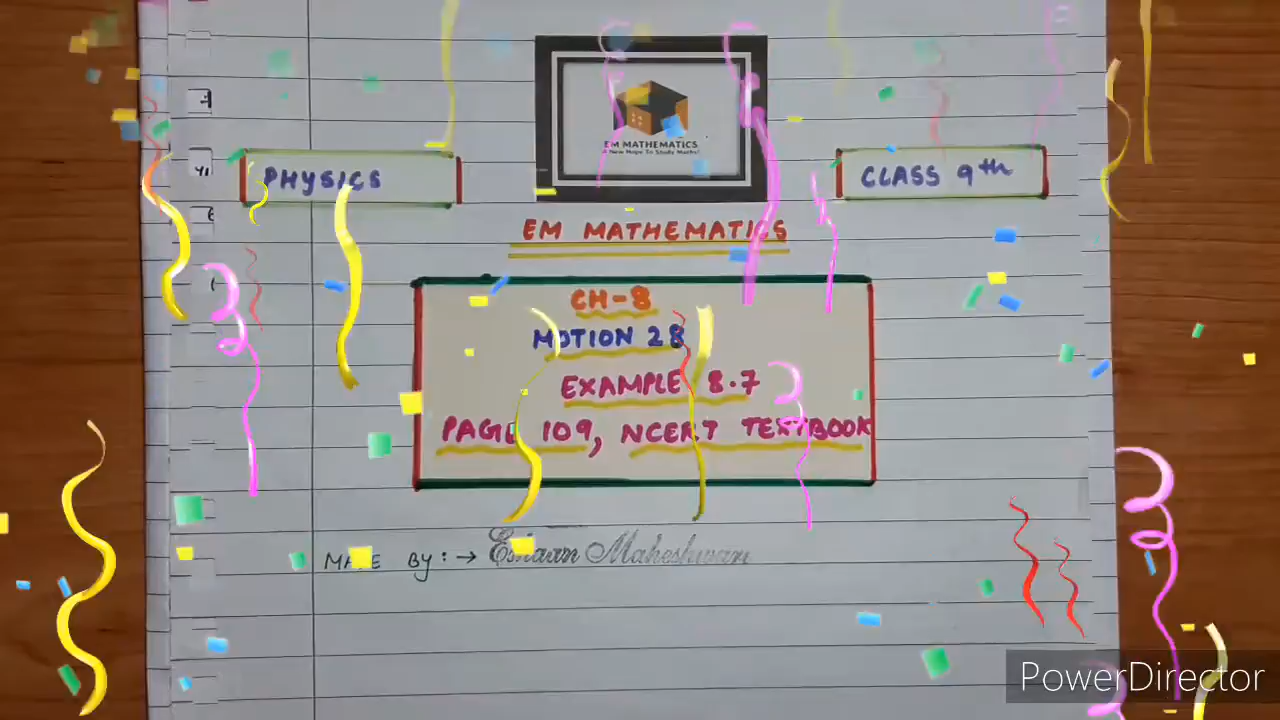 EM MATHEMATICS
A New Hope To Study Maths!
PHYSICS
CLASS 9th
EM MATHEMATICS
CH-8
MOTION 28
EXAMPLE 8.7
PAGE 109, NCERT TEXTBOOK
MADE BY:→ Eshaan Maheshwari
PowerDirector